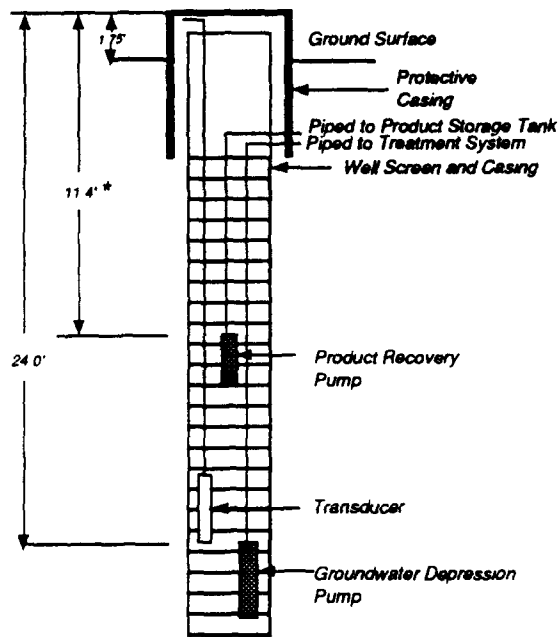 1.75'
Ground Surface
Protective
Casing
Piped to Product Storage Tank
Piped to Treatment System
Well Screen and Casing
11.4' *
24.0'
Product Recovery
Pump
Transducer
Groundwater Depression
Pump